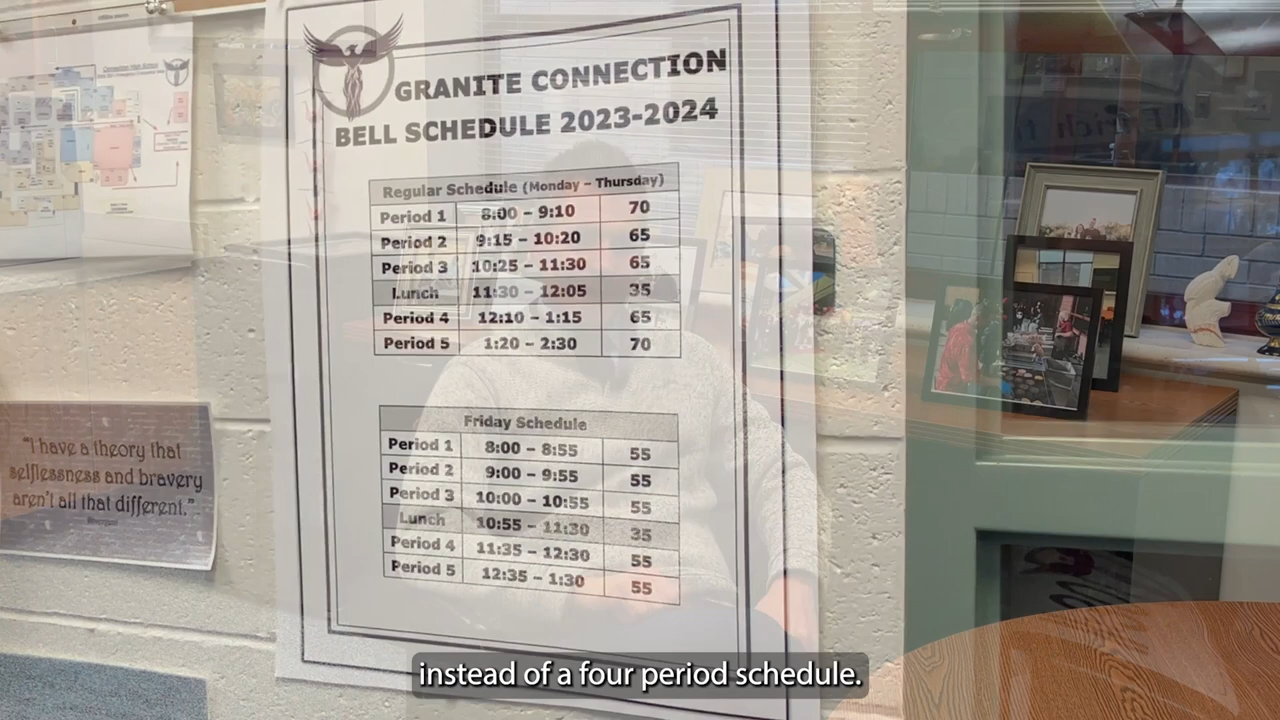 GRANITE CONNECTION
BELL SCHEDULE 2023-2024
Regular Schedule (Monday – Thursday)
Period 1 8:00 – 9:10 70
Period 2 9:15 – 10:20 65
Period 3 10:25 – 11:30 65
Lunch 11:30 – 12:05 35
Period 4 12:10 – 1:15 65
Period 5 1:20 – 2:30 70
Friday Schedule
Period 1 8:00 – 8:55 55
Period 2 9:00 – 9:55 55
Period 3 10:00 – 10:55 55
Lunch 10:55 – 11:30 35
Period 4 11:35 – 12:30 55
Period 5 12:35 – 1:30 55
"I have a theory that
selflessness and bravery
aren't all that different."
instead of a four period schedule.